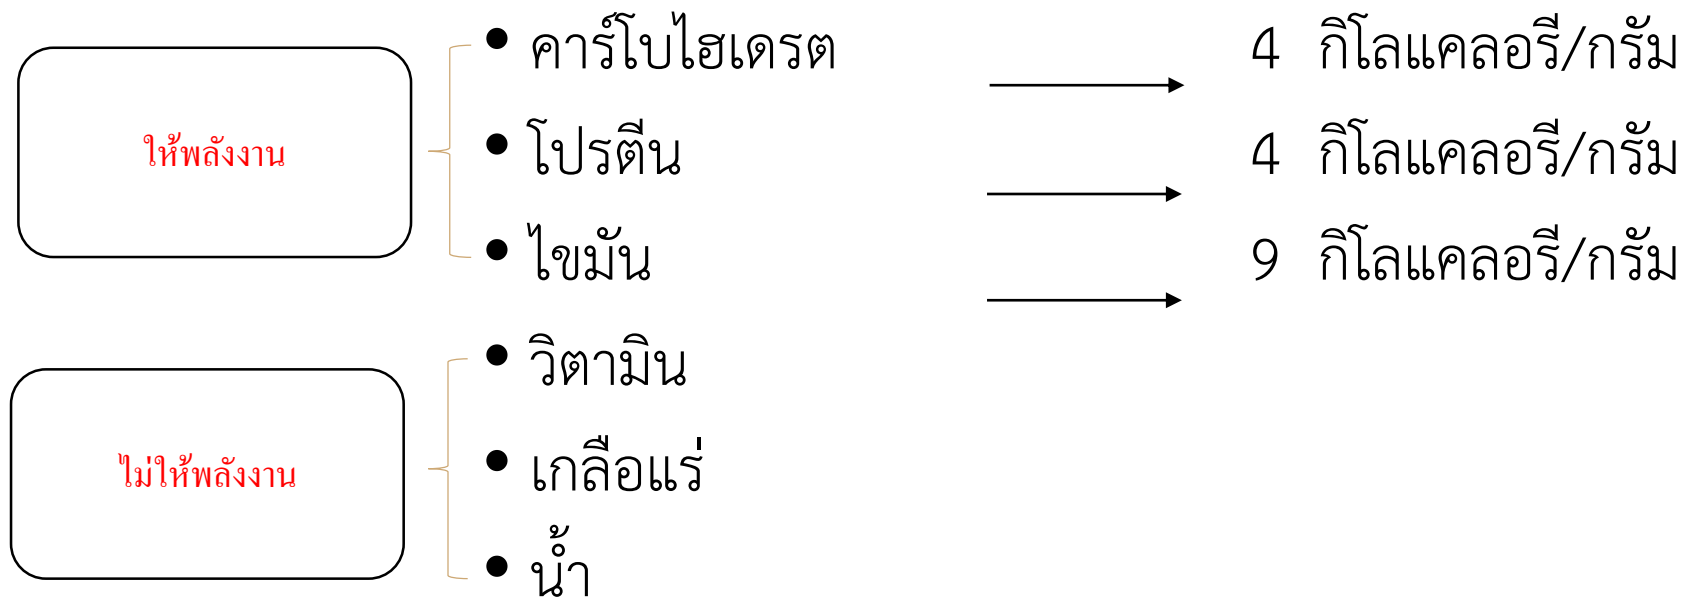 • คาร์โบไฮเดรต 4 กิโลแคลอรี/กรัม
ให้พลังงาน
• โปรตีน 4 กิโลแคลอรี/กรัม
• ไขมัน 9 กิโลแคลอรี/กรัม
• วิตามิน
ไม่ให้พลังงาน
• เกลือแร่
• น้ำ